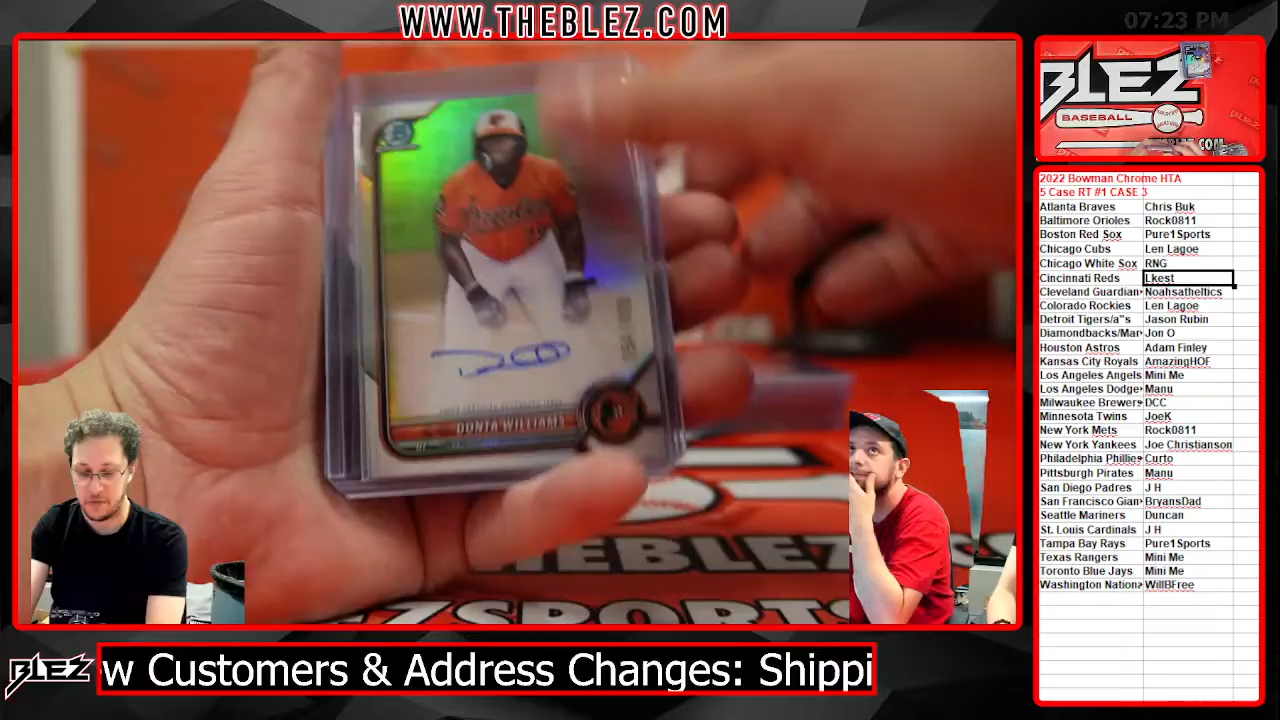 WWW.THEBLEZ.COM
07:23 PM
BLEZ
BASEBALL
2022 Bowman Chrome HTA
5 Case RT #1 CASE 3
Atlanta Braves Chris Buk
Baltimore Orioles Rock0811
Boston Red Sox Pure1Sports
Chicago Cubs Len Lagoe
Chicago White Sox RNG
Cincinnati Reds Lkest
Cleveland Guardian Noahsatheltics
Colorado Rockies Len Lagoe
Detroit Tigers/a"s Jason Rubin
Diamondbacks/Mar Jon O
Houston Astros Adam Finley
Kansas City Royals AmazingHOF
Los Angeles Angels Mini Me
Los Angeles Dodge Manu
Milwaukee Brewers DCC
Minnesota Twins JoeK
New York Mets Rock0811
New York Yankees Joe Christianson
Philadelphia Phillies Curto
Pittsburgh Pirates Manu
San Diego Padres J H
San Francisco Gian BryansDad
Seattle Mariners Duncan
St. Louis Cardinals J H
Tampa Bay Rays Pure1Sports
Texas Rangers Mini Me
Toronto Blue Jays Mini Me
Washington Nationa WillBFree
DONTA WILLIAMS
THEBLEZ
ZSPORTS
BLEZ
w Customers & Address Changes: Shippi